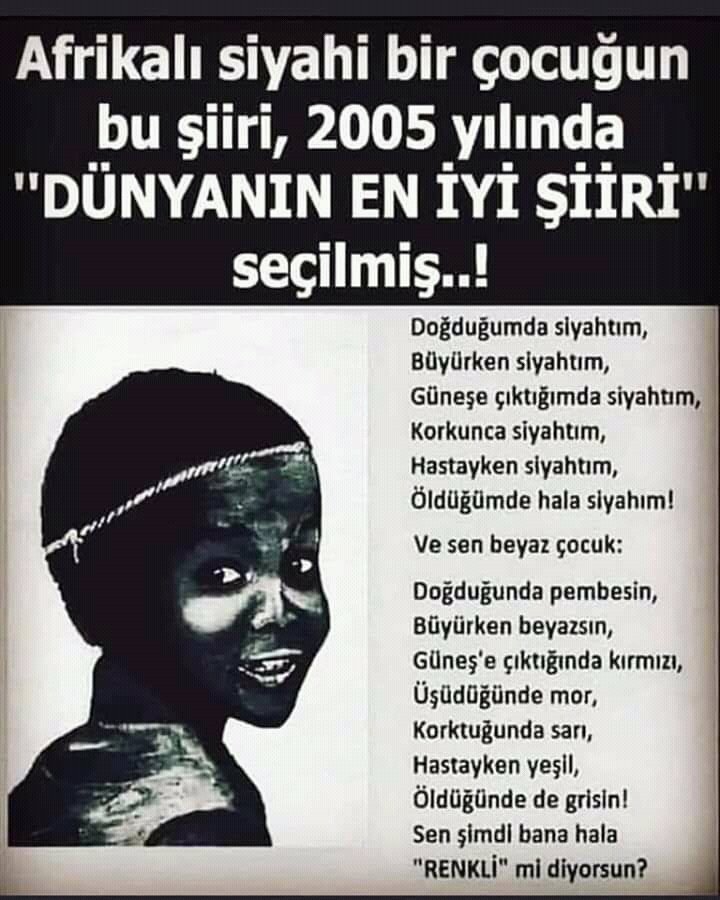 Afrikalı siyahi bir çocuğun
bu şiiri, 2005 yılında
"DÜNYANIN EN İYİ ŞİİRİ"
seçilmiş..!
Doğduğumda siyahtım,
Büyürken siyahtım,
Güneşe çıktığımda siyahtım,
Korkunca siyahtım,
Hastayken siyahtım,
Öldüğümde hala siyahım!
Ve sen beyaz çocuk:
Doğduğunda pembesin,
Büyürken beyazsın,
Güneş'e çıktığında kırmızı,
Üşüdüğünde mor,
Korktuğunda sarı,
Hastayken yeşil,
Öldüğünde de grisin!
Sen şimdi bana hala
"RENKLİ" mi diyorsun?